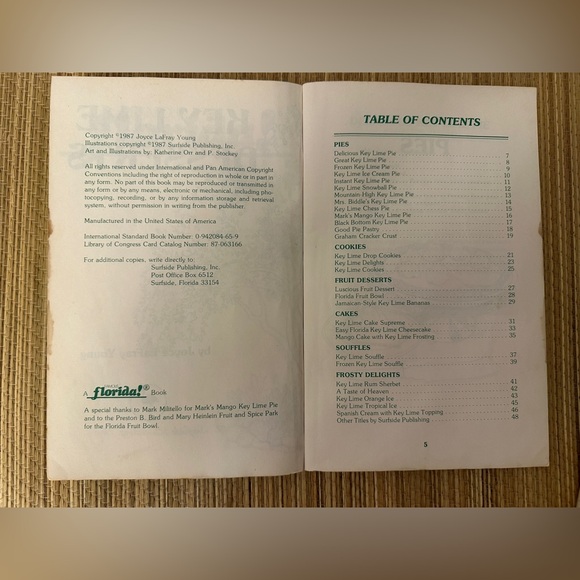 Copyright ©1987 Joyce LaFray Young
Illustrations copyright ©1987 Surfside Publishing, Inc.
Art and Illustrations by: Katherine Orr and P. Stockey
All rights reserved under International and Pan American Copyright
Conventions including the right of reproduction in whole or in part in
any form. No part of this book may be reproduced or transmitted in
any form or by any means, electronic or mechanical, including pho-
tocopying, recording, or by any information storage and retrieval
system, without permission in writing from the publisher.
Manufactured in the United States of America
International Standard Book Number: 0-942084-65-9
Library of Congress Card Catalog Number: 87-063166
For additional copies, write directly to:
Surfside Publishing, Inc.
Post Office Box 6512
Surfside, Florida 33154
A florida!® Book
A special thanks to Mark Militello for Mark's Mango Key Lime Pie
and to the Preston B. Bird and Mary Heinlein Fruit and Spice Park
for the Florida Fruit Bowl.
TABLE OF CONTENTS
PIES
Delicious Key Lime Pie 7
Great Key Lime Pie 8
Frozen Key Lime Pie 9
Key Lime Ice Cream Pie 10
Instant Key Lime Pie 11
Key Lime Snowball Pie 12
Mountain-High Key Lime Pie 13
Mrs. Biddle's Key Lime Pie 14
Key Lime Chess Pie 15
Mark's Mango Key Lime Pie 16
Black Bottom Key Lime Pie 17
Good Pie Pastry 18
Graham Cracker Crust 19
COOKIES
Key Lime Drop Cookies 21
Key Lime Delights 23
Key Lime Cookies 25
FRUIT DESSERTS
Luscious Fruit Dessert 27
Florida Fruit Bowl 28
Jamaican-Style Key Lime Bananas 29
CAKES
Key Lime Cake Supreme 31
Easy Florida Key Lime Cheesecake 33
Mango Cake with Key Lime Frosting 35
SOUFFLES
Key Lime Souffle 37
Frozen Key Lime Souffle 39
FROSTY DELIGHTS
Key Lime Rum Sherbet 41
A Taste of Heaven 42
Key Lime Orange Ice 43
Key Lime Tropical Ice 45
Spanish Cream with Key Lime Topping 46
Other Titles by Surfside Publishing 48
5